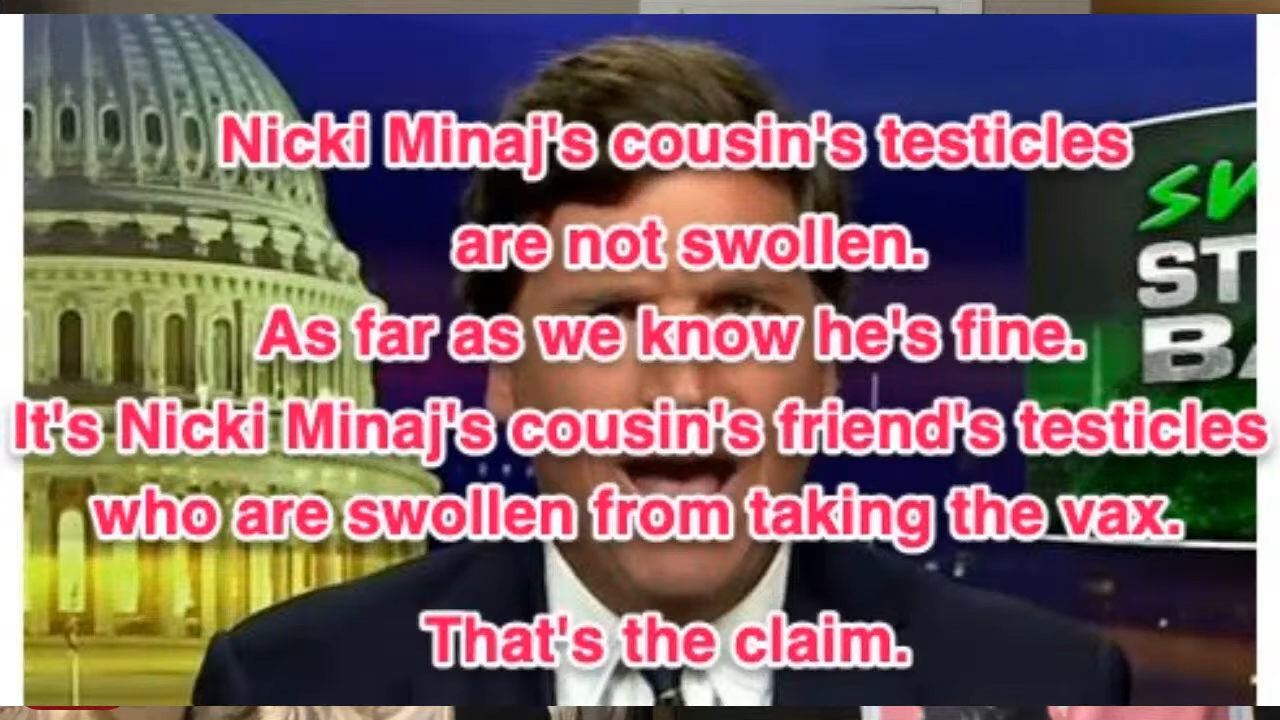 Nicki Minaj's cousin's testicles
are not swollen.
As far as we know he's fine.
It's Nicki Minaj's cousin's friend's testicles
who are swollen from taking the vax.
That's the claim.